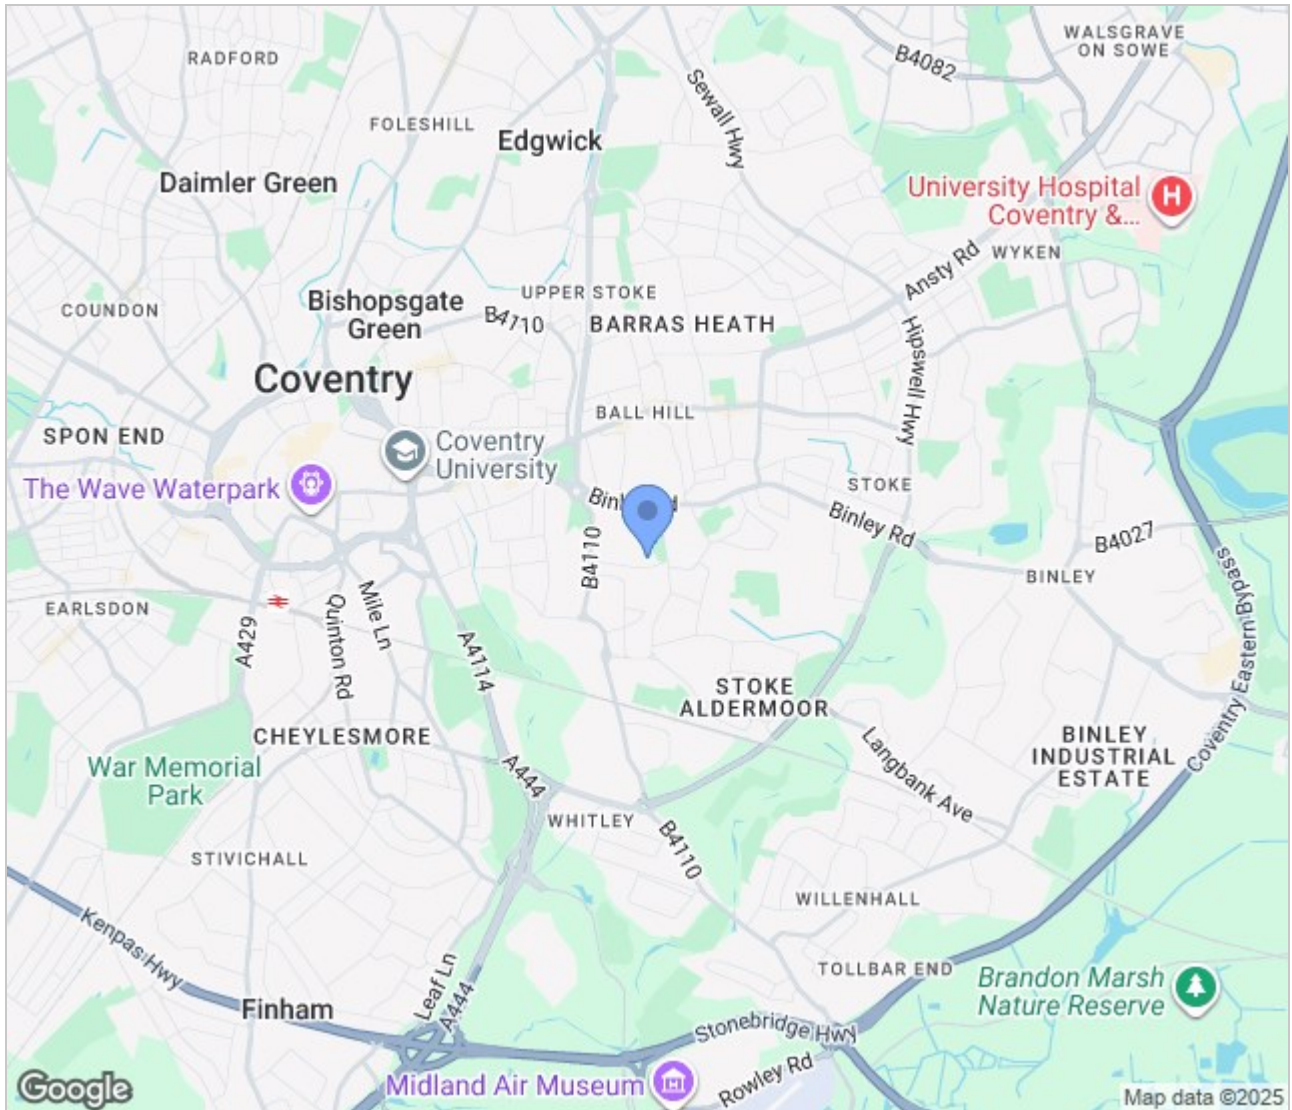 WALSGRAVE
ON SOWE
RADFORD
B4082
Sewall Hwy
FOLESHILL
Edgwick
Daimler Green
University Hospital
Coventry &...
H
WYKEN
Ansty Rd
COUNDON
Bishopsgate
Green
UPPER STOKE
B4110
BARRAS HEATH
Hipswell Hwy
Coventry
BALL HILL
SPON END
Coventry
University
The Wave Waterpark
STOKE
Binley Rd
B4027
B4110
BINLEY
Coventry Eastern Bypass
EARLSDON
A429
Quinton Rd
Mile Ln
A4114
STOKE
ALDERMOOR
CHEYLESMORE
Langbank Ave
BINLEY
INDUSTRIAL
ESTATE
War Memorial
Park
A444
WHITLEY
B4110
STIVICHALL
WILLENHALL
Kenpas Hwy
Leaf Ln
A444
TOLLBAR END
Brandon Marsh
Nature Reserve
Finham
Stonebridge Hwy
Midland Air Museum
Rowley Rd
Google
Map data ©2025